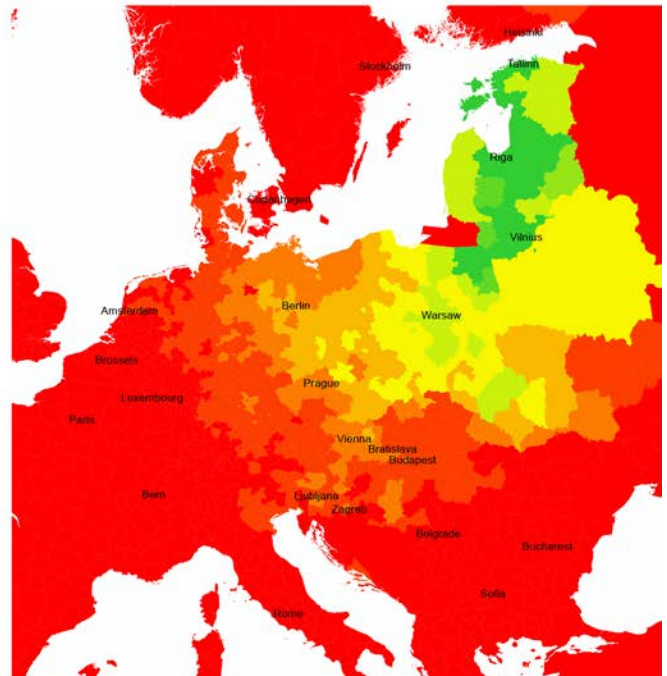 Helsinki
Stockholm
Tallinn
Riga
Copenhagen
Vilnius
Berlin
Amsterdam
Warsaw
Brussels
Prague
Luxembourg
Paris
Vienna
Bratislava
Budapest
Bern
Ljubljana
Zagreb
Belgrade
Bucharest
Sofia
Rome